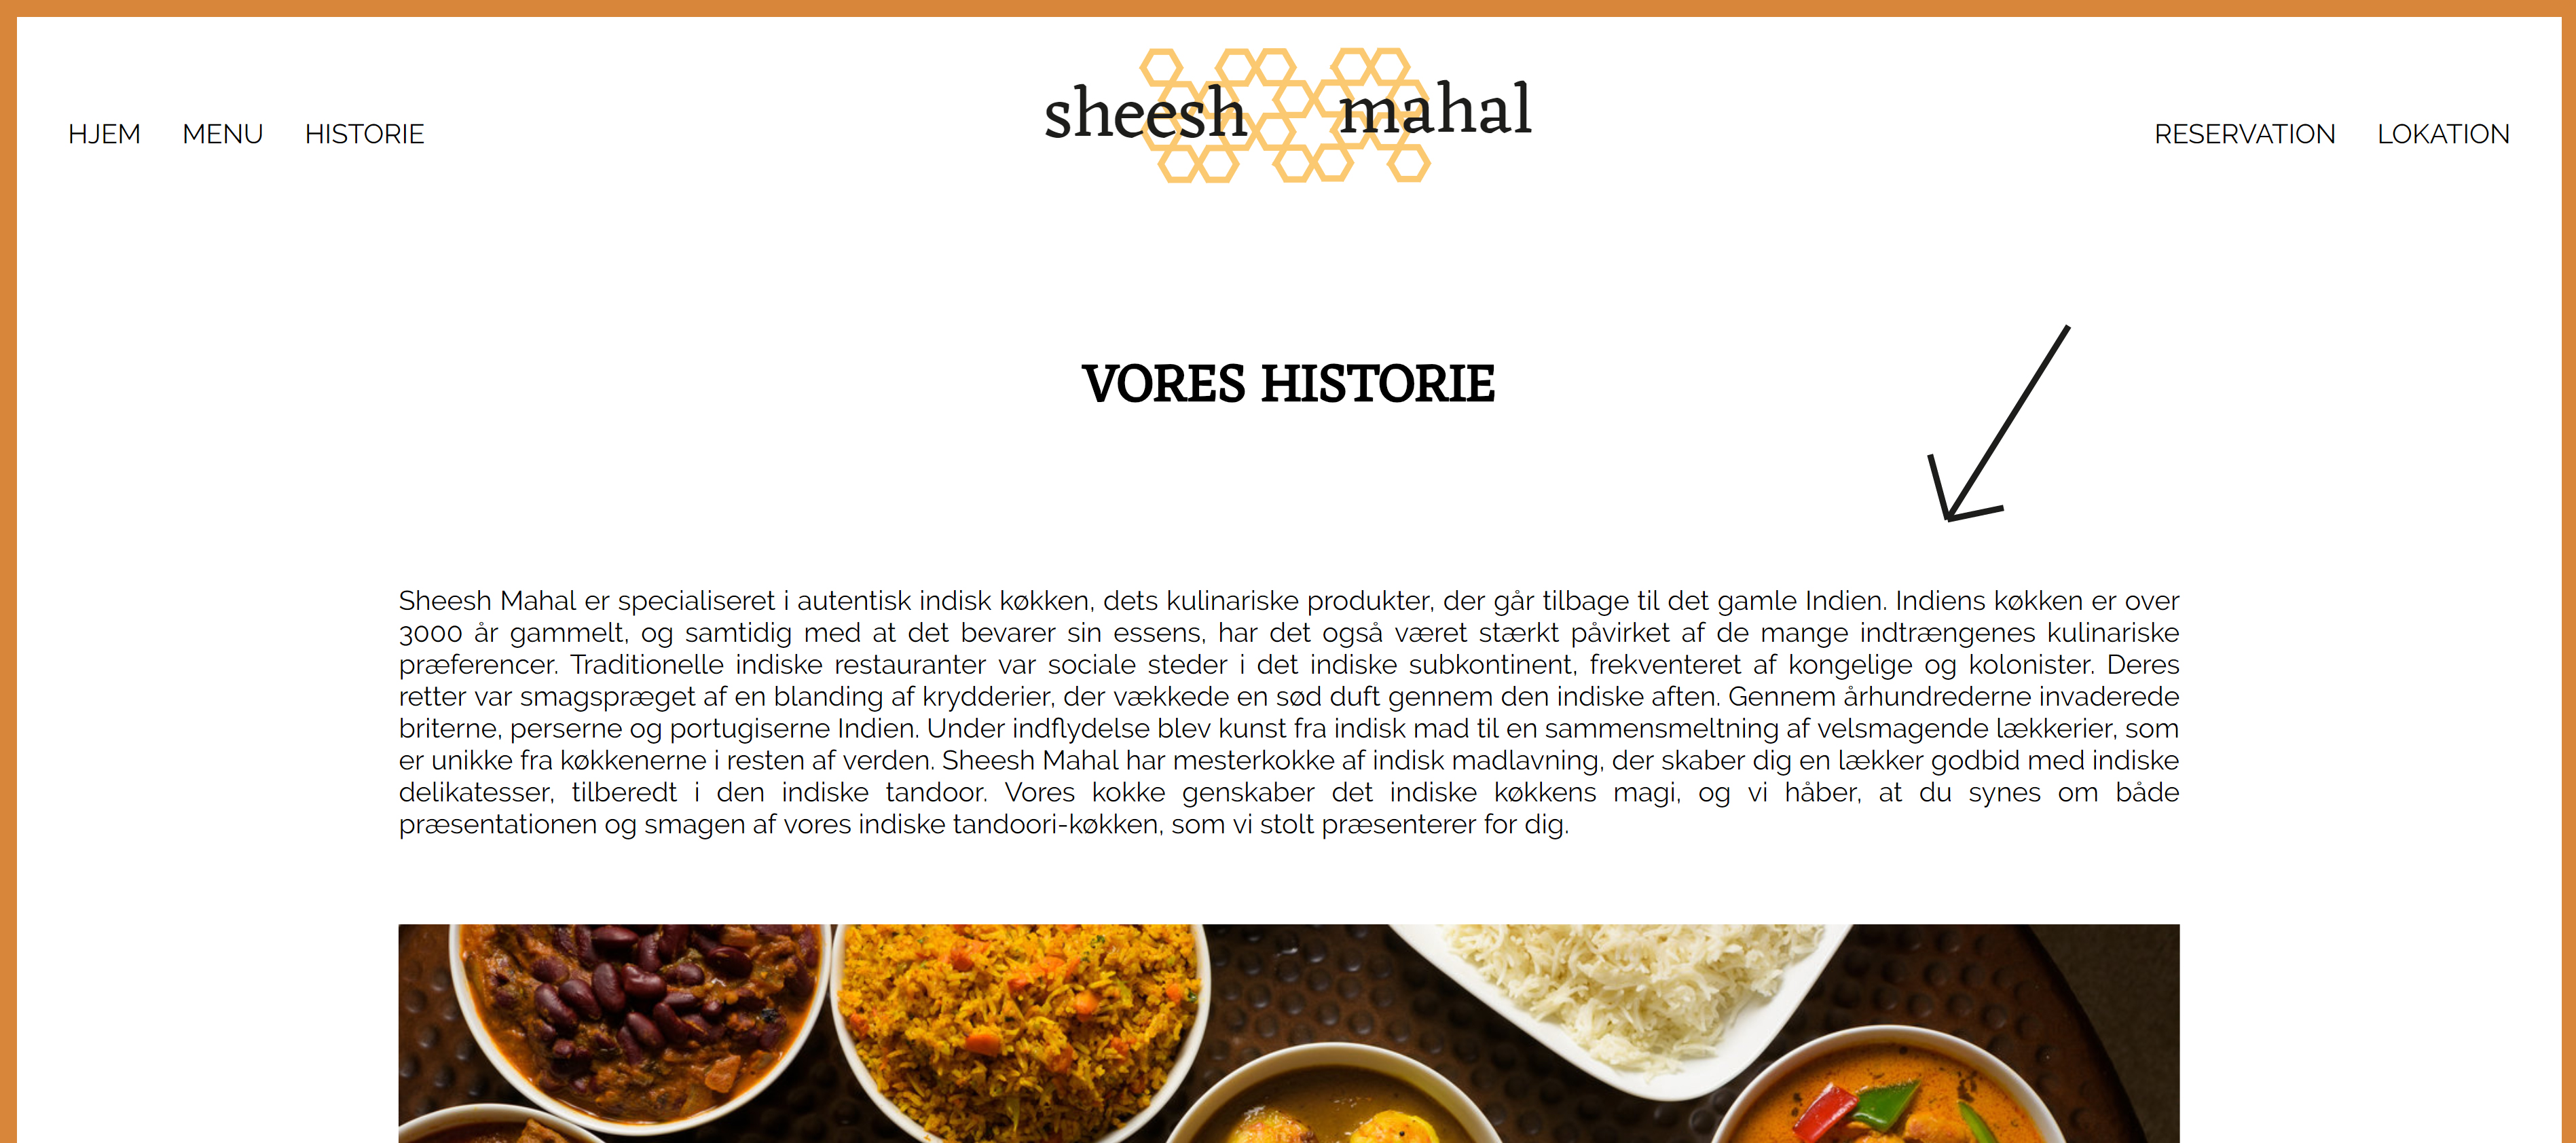 HJEM MENU HISTORIE
sheesh mahal
RESERVATION LOKATION
VORES HISTORIE
Sheesh Mahal er specialiseret i autentisk indisk køkken, dets kulinariske produkter, der går tilbage til det gamle Indien. Indiens køkken er over
3000 år gammelt, og samtidig med at det bevarer sin essens, har det også været stærkt påvirket af de mange indtrængenes kulinariske
præferencer. Traditionelle indiske restauranter var sociale steder i det indiske subkontinent, frekventeret af kongelige og kolonister. Deres
retter var smagspræget af en blanding af krydderier, der vækkede en sød duft gennem den indiske aften. Gennem århundrederne invaderede
briterne, perserne og portugiserne Indien. Under indflydelse blev kunst fra indisk mad til en sammensmeltning af velsmagende lækkerier, som
er unikke fra køkkenerne i resten af verden. Sheesh Mahal har mesterkokke af indisk madlavning, der skaber dig en lækker godbid med indiske
delikatesser, tilberedt i den indiske tandoor. Vores kokke genskaber det indiske køkkens magi, og vi håber, at du synes om både
præsentationen og smagen af vores indiske tandoori-køkken, som vi stolt præsenterer for dig.